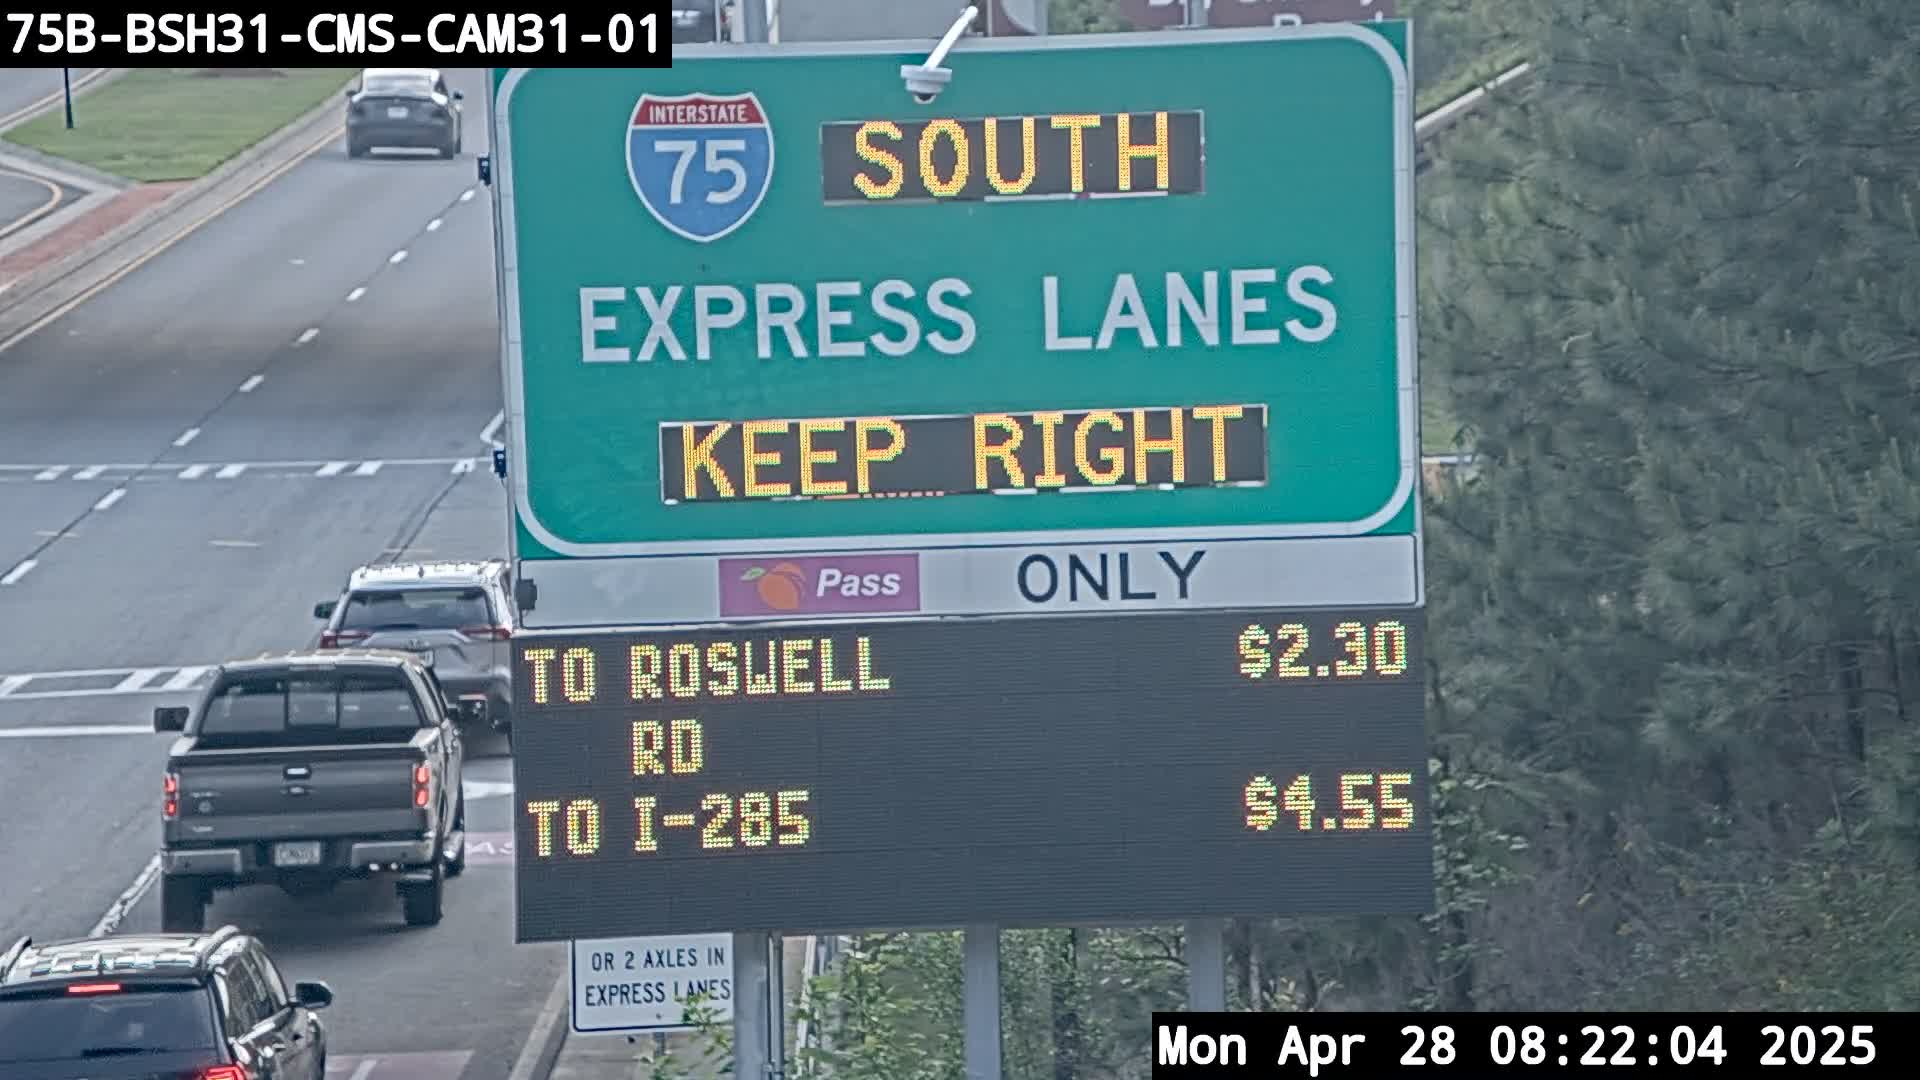 75B-BSH31-CMS-CAM31-01
INTERSTATE
75
SOUTH
EXPRESS LANES
KEEP RIGHT
Pass
ONLY
TO ROSWELL $2.30
RD
TO I-285 $4.55
OR 2 AXLES IN
EXPRESS LANES
Mon Apr 28 08:22:04 2025